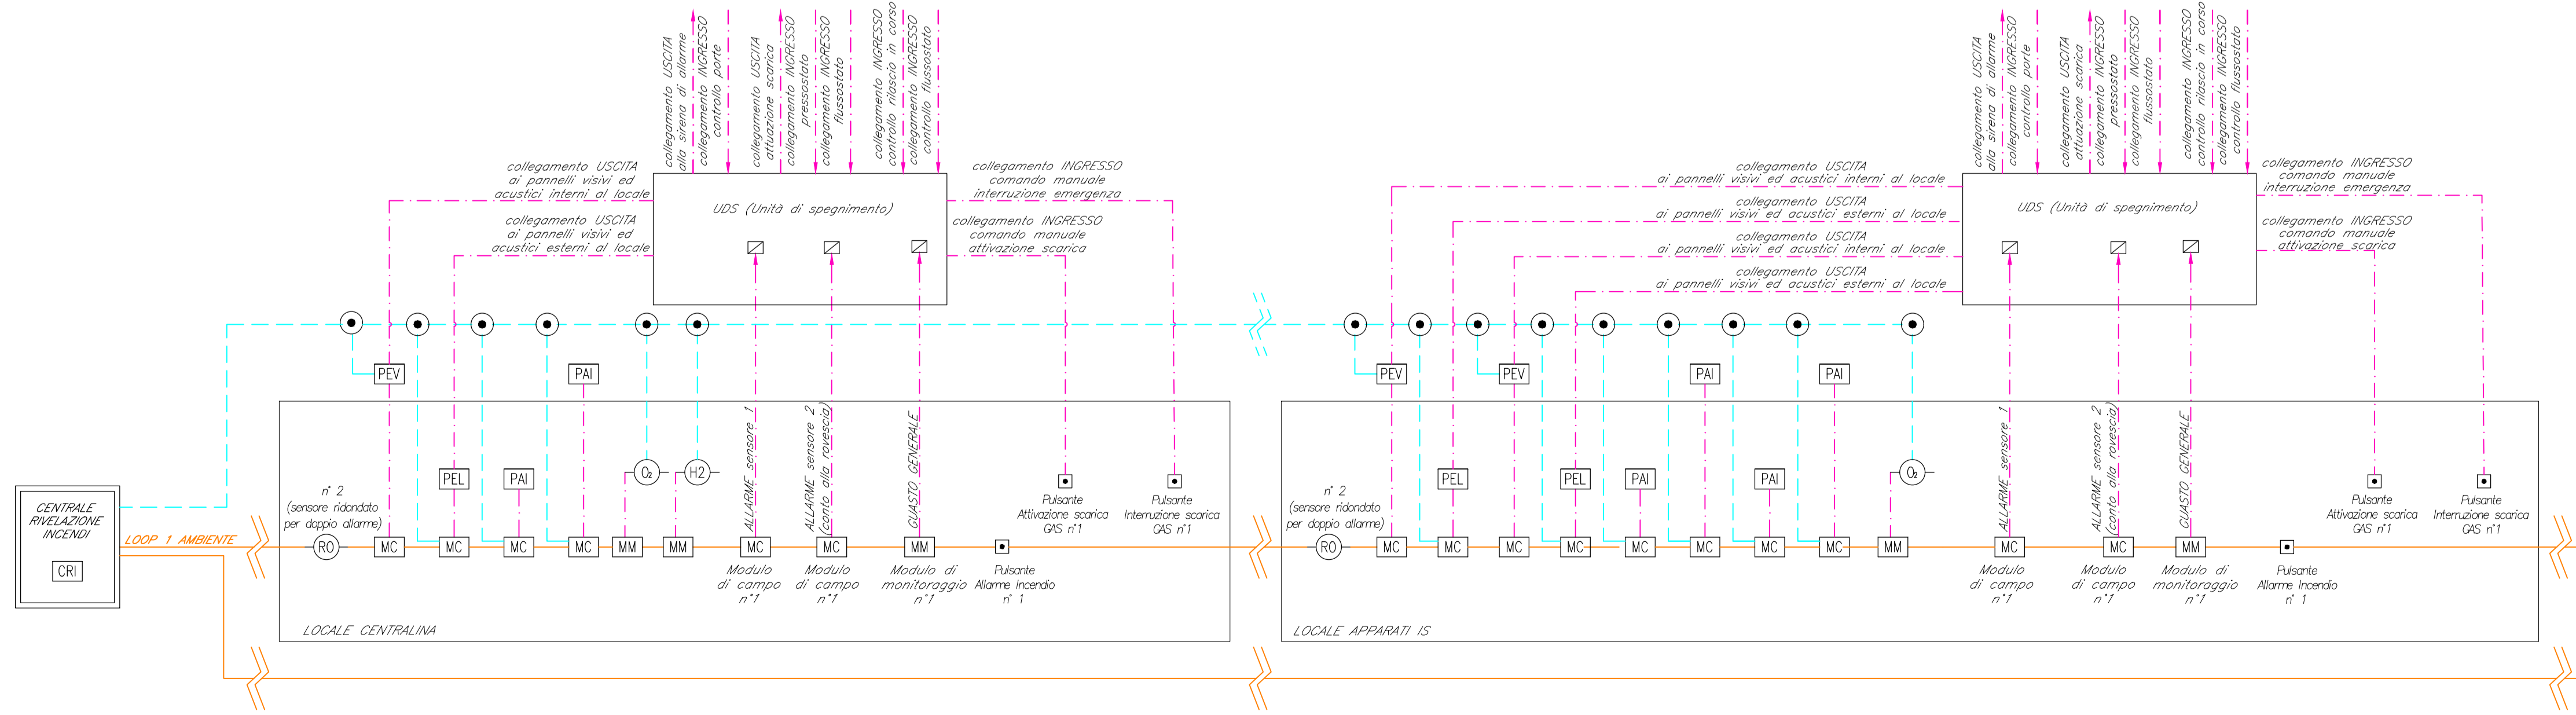 collegamento USCITA
alla sirena di allarme
collegamento INGRESSO
controllo porte
collegamento USCITA
attuazione scarica
collegamento INGRESSO
pressostato
collegamento INGRESSO
flussostato
collegamento INGRESSO
controllo rilascio in corso
collegamento INGRESSO
controllo flussostato
collegamento USCITA
ai pannelli visivi ed
acustici interni al locale
collegamento USCITA
ai pannelli visivi ed
acustici esterni al locale
UDS (Unità di spegnimento)
collegamento INGRESSO
comando manuale
interruzione emergenza
collegamento INGRESSO
comando manuale
attivazione scarica
collegamento USCITA
alla sirena di allarme
collegamento INGRESSO
controllo porte
collegamento USCITA
attuazione scarica
collegamento INGRESSO
pressostato
collegamento INGRESSO
flussostato
collegamento INGRESSO
controllo rilascio in corso
collegamento INGRESSO
controllo flussostato
collegamento USCITA
ai pannelli visivi ed acustici interni al locale
collegamento USCITA
ai pannelli visivi ed acustici esterni al locale
collegamento USCITA
ai pannelli visivi ed acustici interni al locale
collegamento USCITA
ai pannelli visivi ed acustici esterni al locale
UDS (Unità di spegnimento)
collegamento INGRESSO
comando manuale
interruzione emergenza
collegamento INGRESSO
comando manuale
attivazione scarica
CENTRALE
RIVELAZIONE
INCENDI
CRI
LOOP 1 AMBIENTE
PEV
PAI
PEL
PAI
O2
H2
ALLARME sensore 1
ALLARME sensore 2
(conto alla rovescia)
GUASTO GENERALE
n° 2
(sensore ridondato
per doppio allarme)
RO
MC
MC
MC
MC
MM
MM
MC
MC
MM
Modulo
di campo
n°1
Modulo
di campo
n°1
Modulo di
monitoraggio
n°1
Pulsante
Allarme Incendio
n° 1
Pulsante
Attivazione scarica
GAS n°1
Pulsante
Interruzione scarica
GAS n°1
LOCALE CENTRALINA
PEV
PEV
PAI
PAI
PEL
PEL
PAI
PAI
O2
ALLARME sensore 1
ALLARME sensore 2
(conto alla rovescia)
GUASTO GENERALE
n° 2
(sensore ridondato
per doppio allarme)
RO
MC
MC
MC
MC
MC
MC
MC
MC
MM
MC
MC
MM
Modulo
di campo
n°1
Modulo
di campo
n°1
Modulo di
monitoraggio
n°1
Pulsante
Allarme Incendio
n° 1
Pulsante
Attivazione scarica
GAS n°1
Pulsante
Interruzione scarica
GAS n°1
LOCALE APPARATI IS